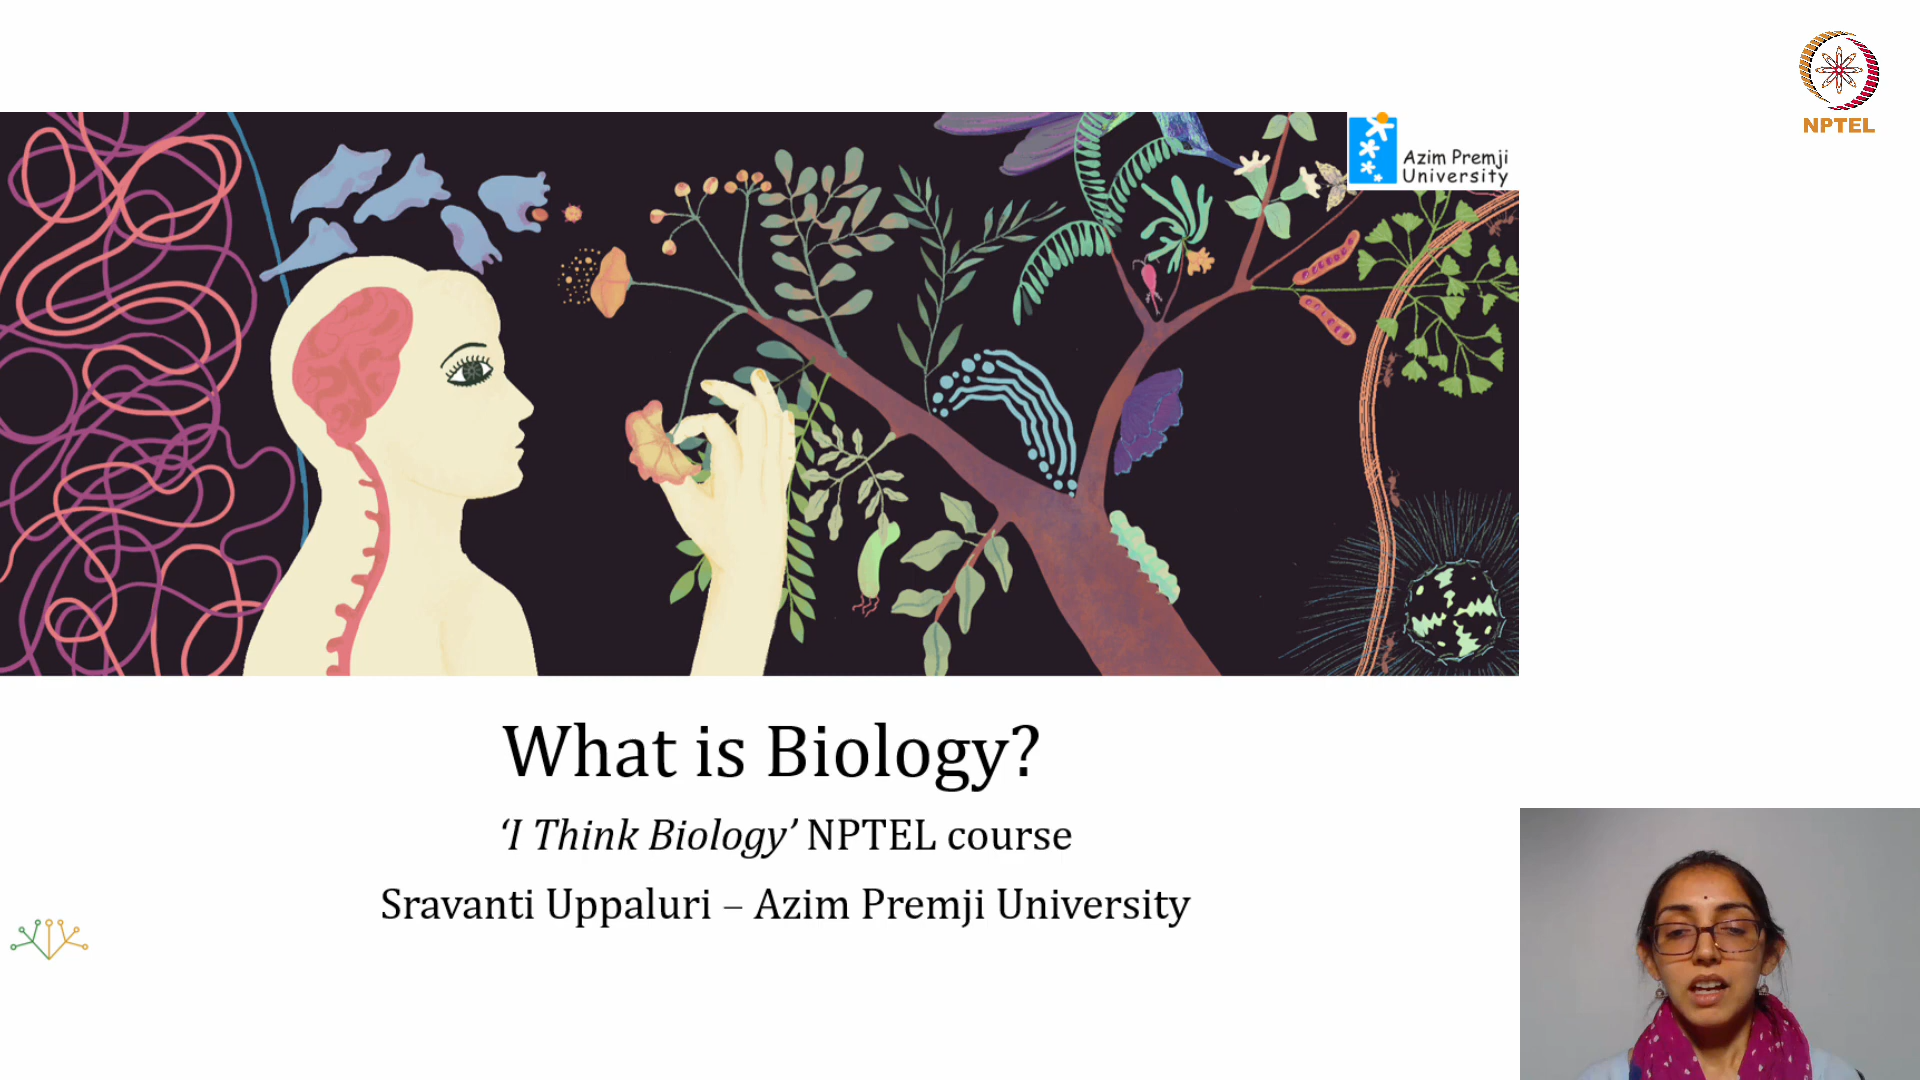 NPTEL
Azim Premji
University
What is Biology?
‘I Think Biology’ NPTEL course
Sravanti Uppaluri – Azim Premji University